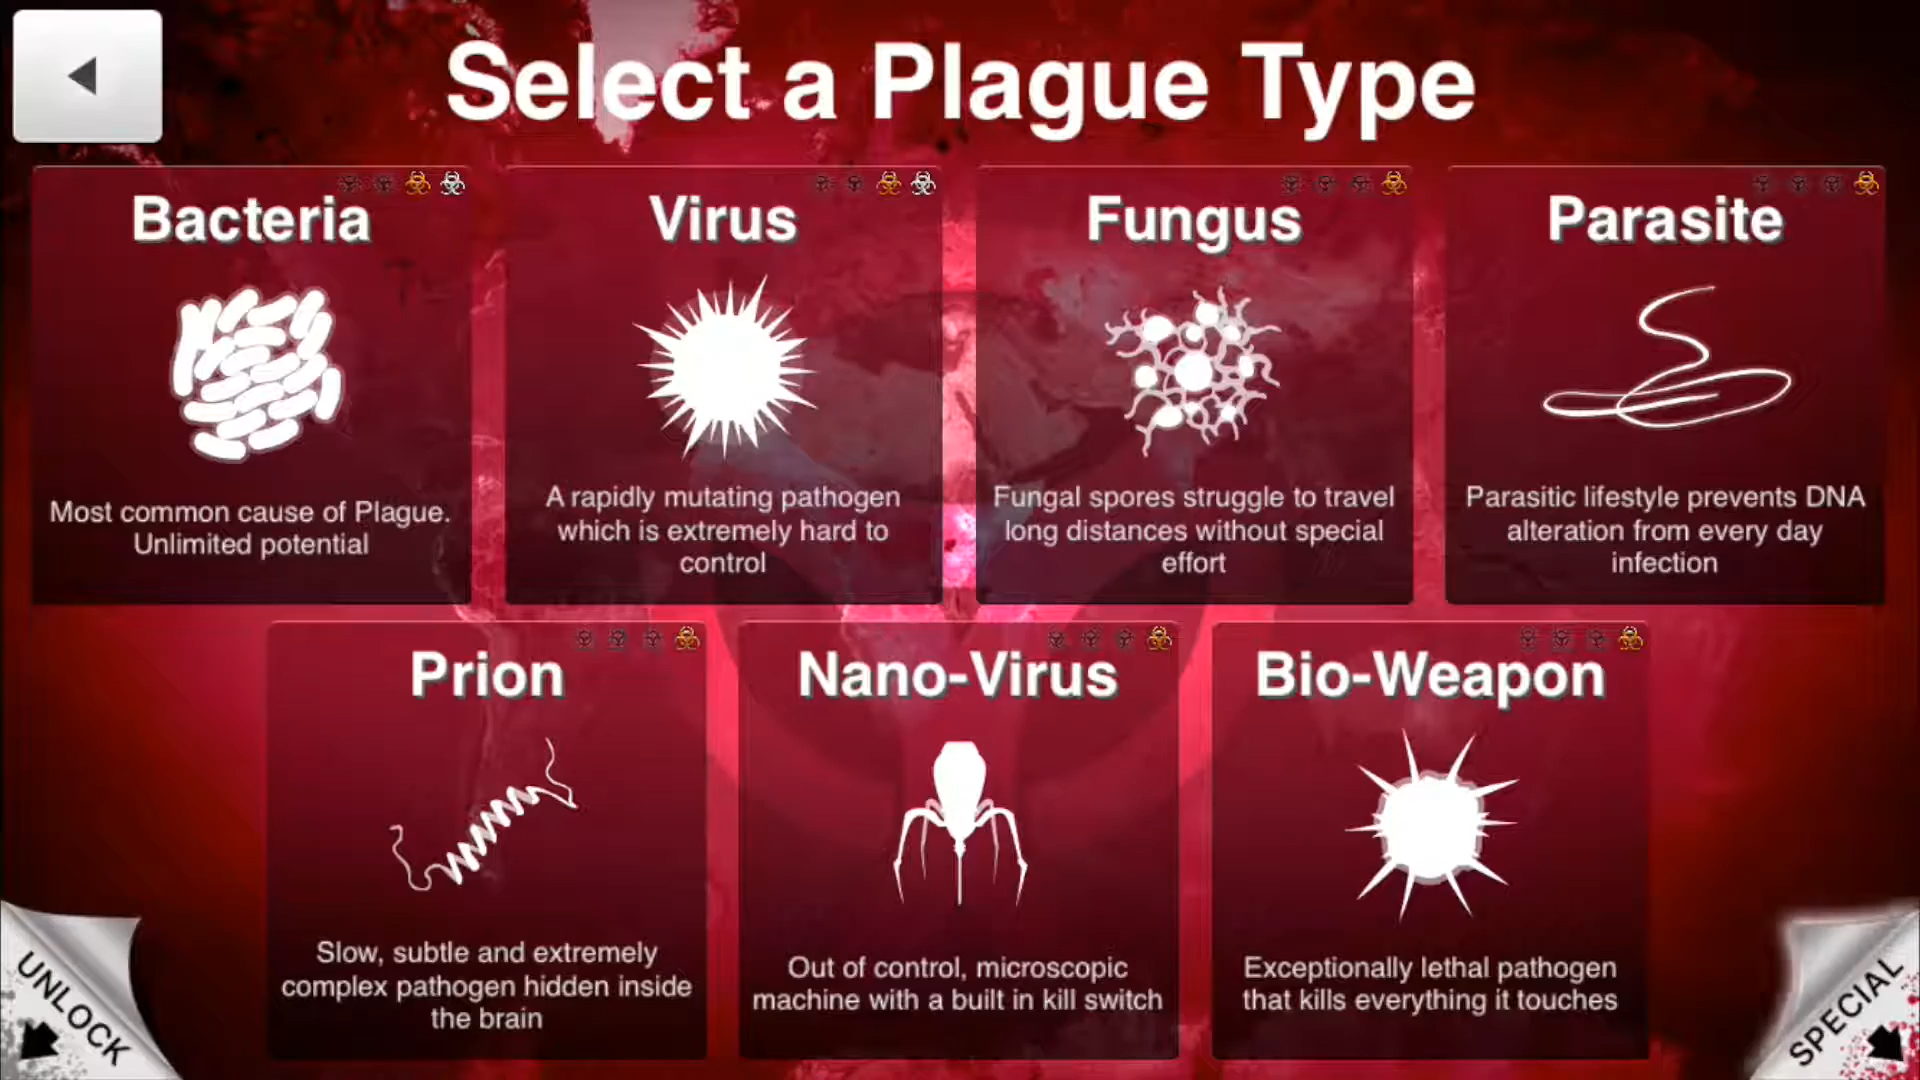 Select a Plague Type
Bacteria
Most common cause of Plague.
Unlimited potential
Virus
A rapidly mutating pathogen
which is extremely hard to
control
Fungus
Fungal spores struggle to travel
long distances without special
effort
Parasite
Parasitic lifestyle prevents DNA
alteration from every day
infection
Prion
Slow, subtle and extremely
complex pathogen hidden inside
the brain
Nano-Virus
Out of control, microscopic
machine with a built in kill switch
Bio-Weapon
Exceptionally lethal pathogen
that kills everything it touches
UNLOCK
SPECIAL